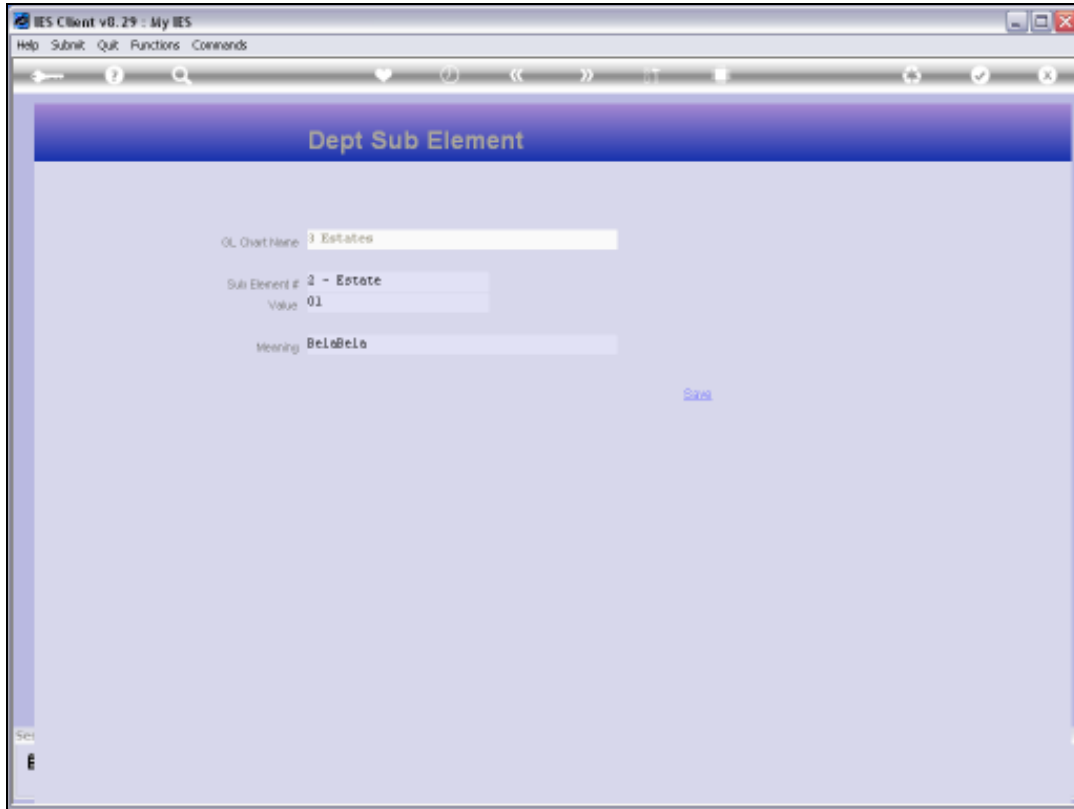 IES Client v8.29 : My IES
Help Submit Quit Functions Commands
Dept Sub Element
GL Chart Name 3 Estates
Sub Element # 2 - Estate
Value 01
Meaning BelaBela
Save
Ses